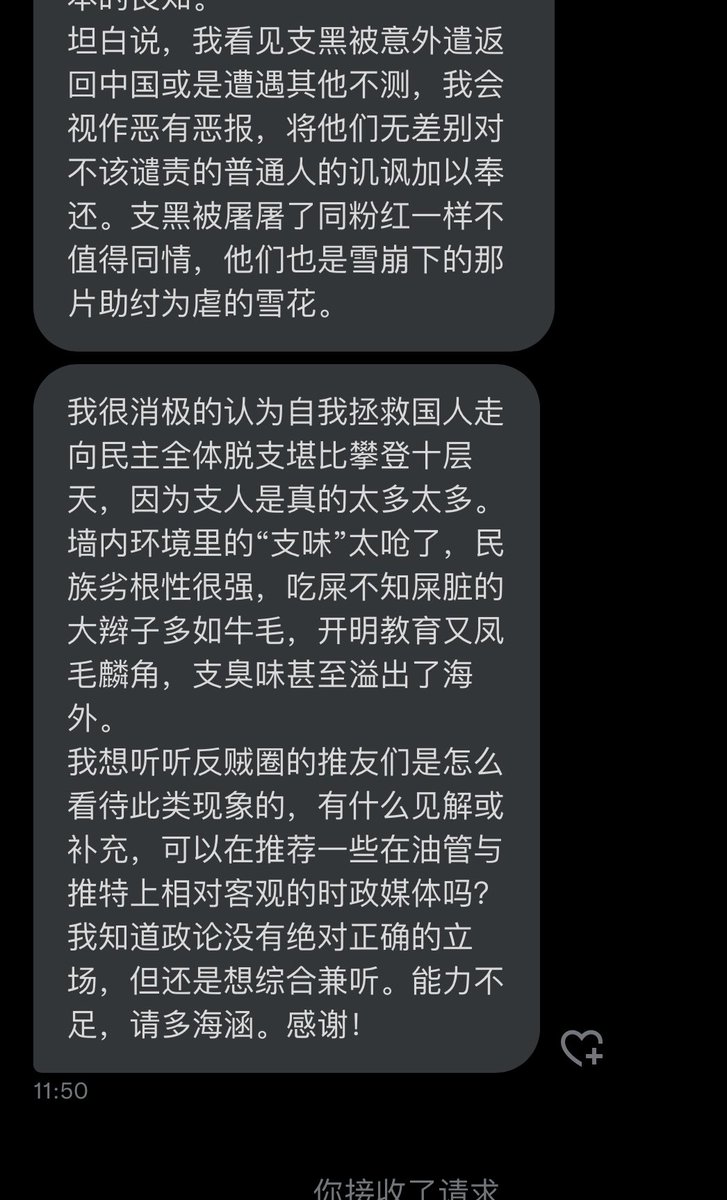 本的良知。
坦白说，我看见支黑被意外遣返
回中国或是遭遇其他不测，我会
视作恶有恶报，将他们无差别对
不该谴责的普通人的讥讽加以奉
还。支黑被屠屠了同粉红一样不
值得同情，他们也是雪崩下的那
片助纣为虐的雪花。
我很消极的认为自我拯救国人走
向民主全体脱支堪比攀登十层
天，因为支人是真的太多太多。
墙内环境里的“支味”太呛了，民
族劣根性很强，吃屎不知屎脏的
大辫子多如牛毛，开明教育又凤
毛麟角，支臭味甚至溢出了海
外。
我想听听反贼圈的推友们是怎么
看待此类现象的，有什么见解或
补充，可以在推荐一些在油管与
推特上相对客观的时政媒体吗？
我知道政论没有绝对正确的立
场，但还是想综合兼听。能力不
足，请多海涵。感谢！
11:50
你接收了请求